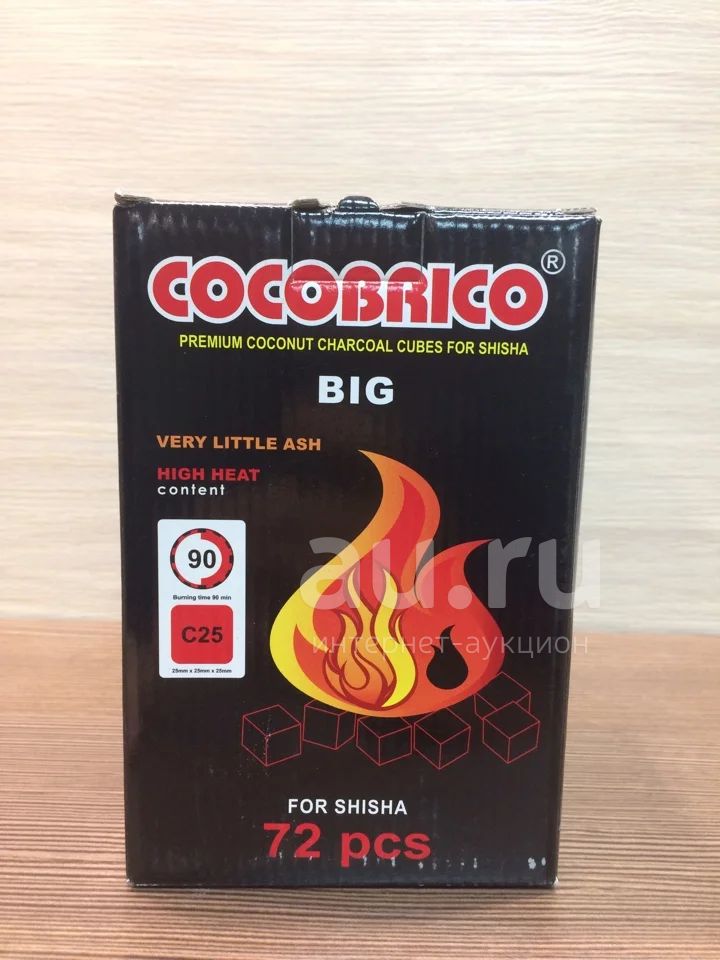 COCOBRICO®
PREMIUM COCONUT CHARCOAL CUBES FOR SHISHA
BIG
VERY LITTLE ASH
HIGH HEAT
content
90
Burning time 90 min
C25
25mm x 25mm x 25mm
au.ru
интернет-аукцион
FOR SHISHA
72 pcs